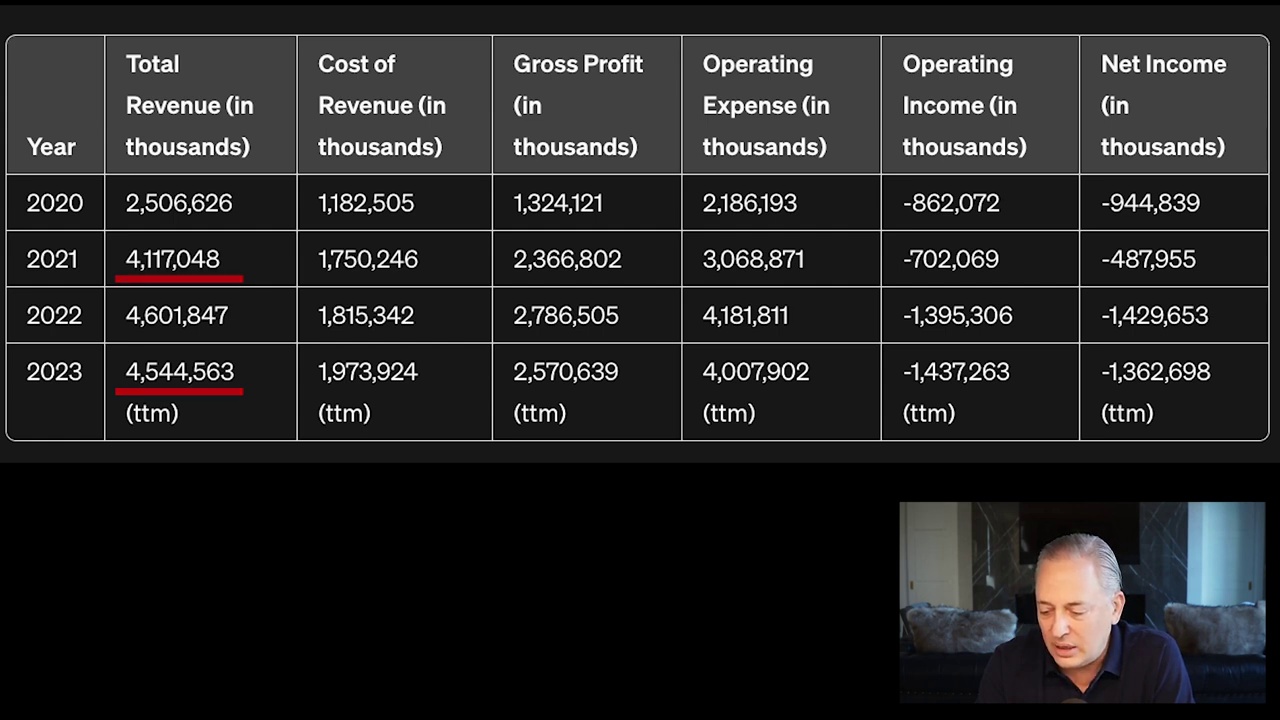 Year Total Revenue (in thousands) Cost of Revenue (in thousands) Gross Profit (in thousands) Operating Expense (in thousands) Operating Income (in thousands) Net Income (in thousands)
2020 2,506,626 1,182,505 1,324,121 2,186,193 -862,072 -944,839
2021 4,117,048 1,750,246 2,366,802 3,068,871 -702,069 -487,955
2022 4,601,847 1,815,342 2,786,505 4,181,811 -1,395,306 -1,429,653
2023 4,544,563 1,973,924 2,570,639 4,007,902 -1,437,263 -1,362,698
(ttm) (ttm) (ttm) (ttm) (ttm) (ttm)